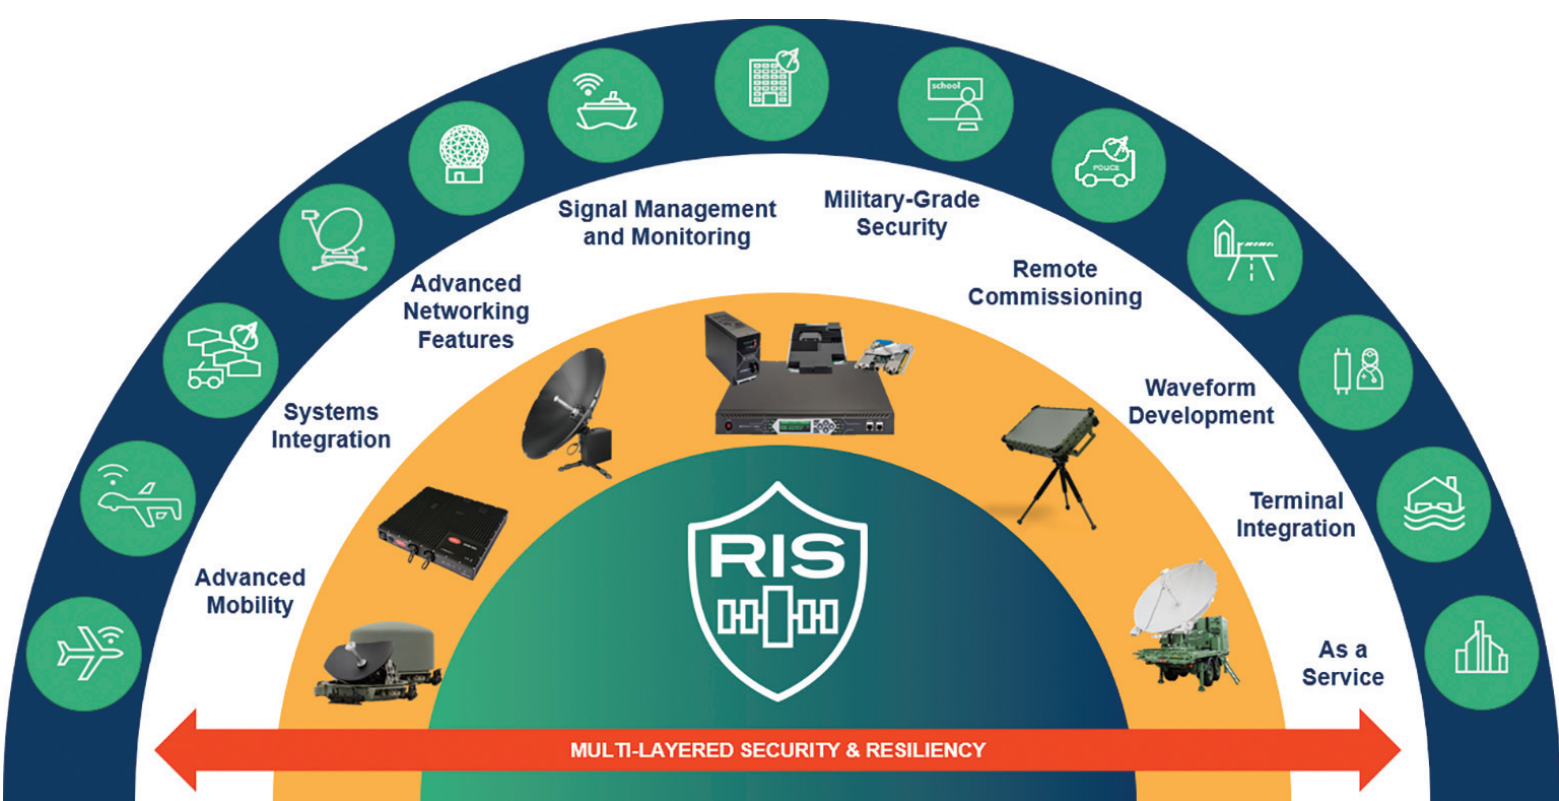 school
POLICE
Signal Management
and Monitoring
Military-Grade
Security
Advanced
Networking
Features
Remote
Commissioning
Systems
Integration
Waveform
Development
Advanced
Mobility
Terminal
Integration
As a
Service
RIS
MULTI-LAYERED SECURITY & RESILIENCY